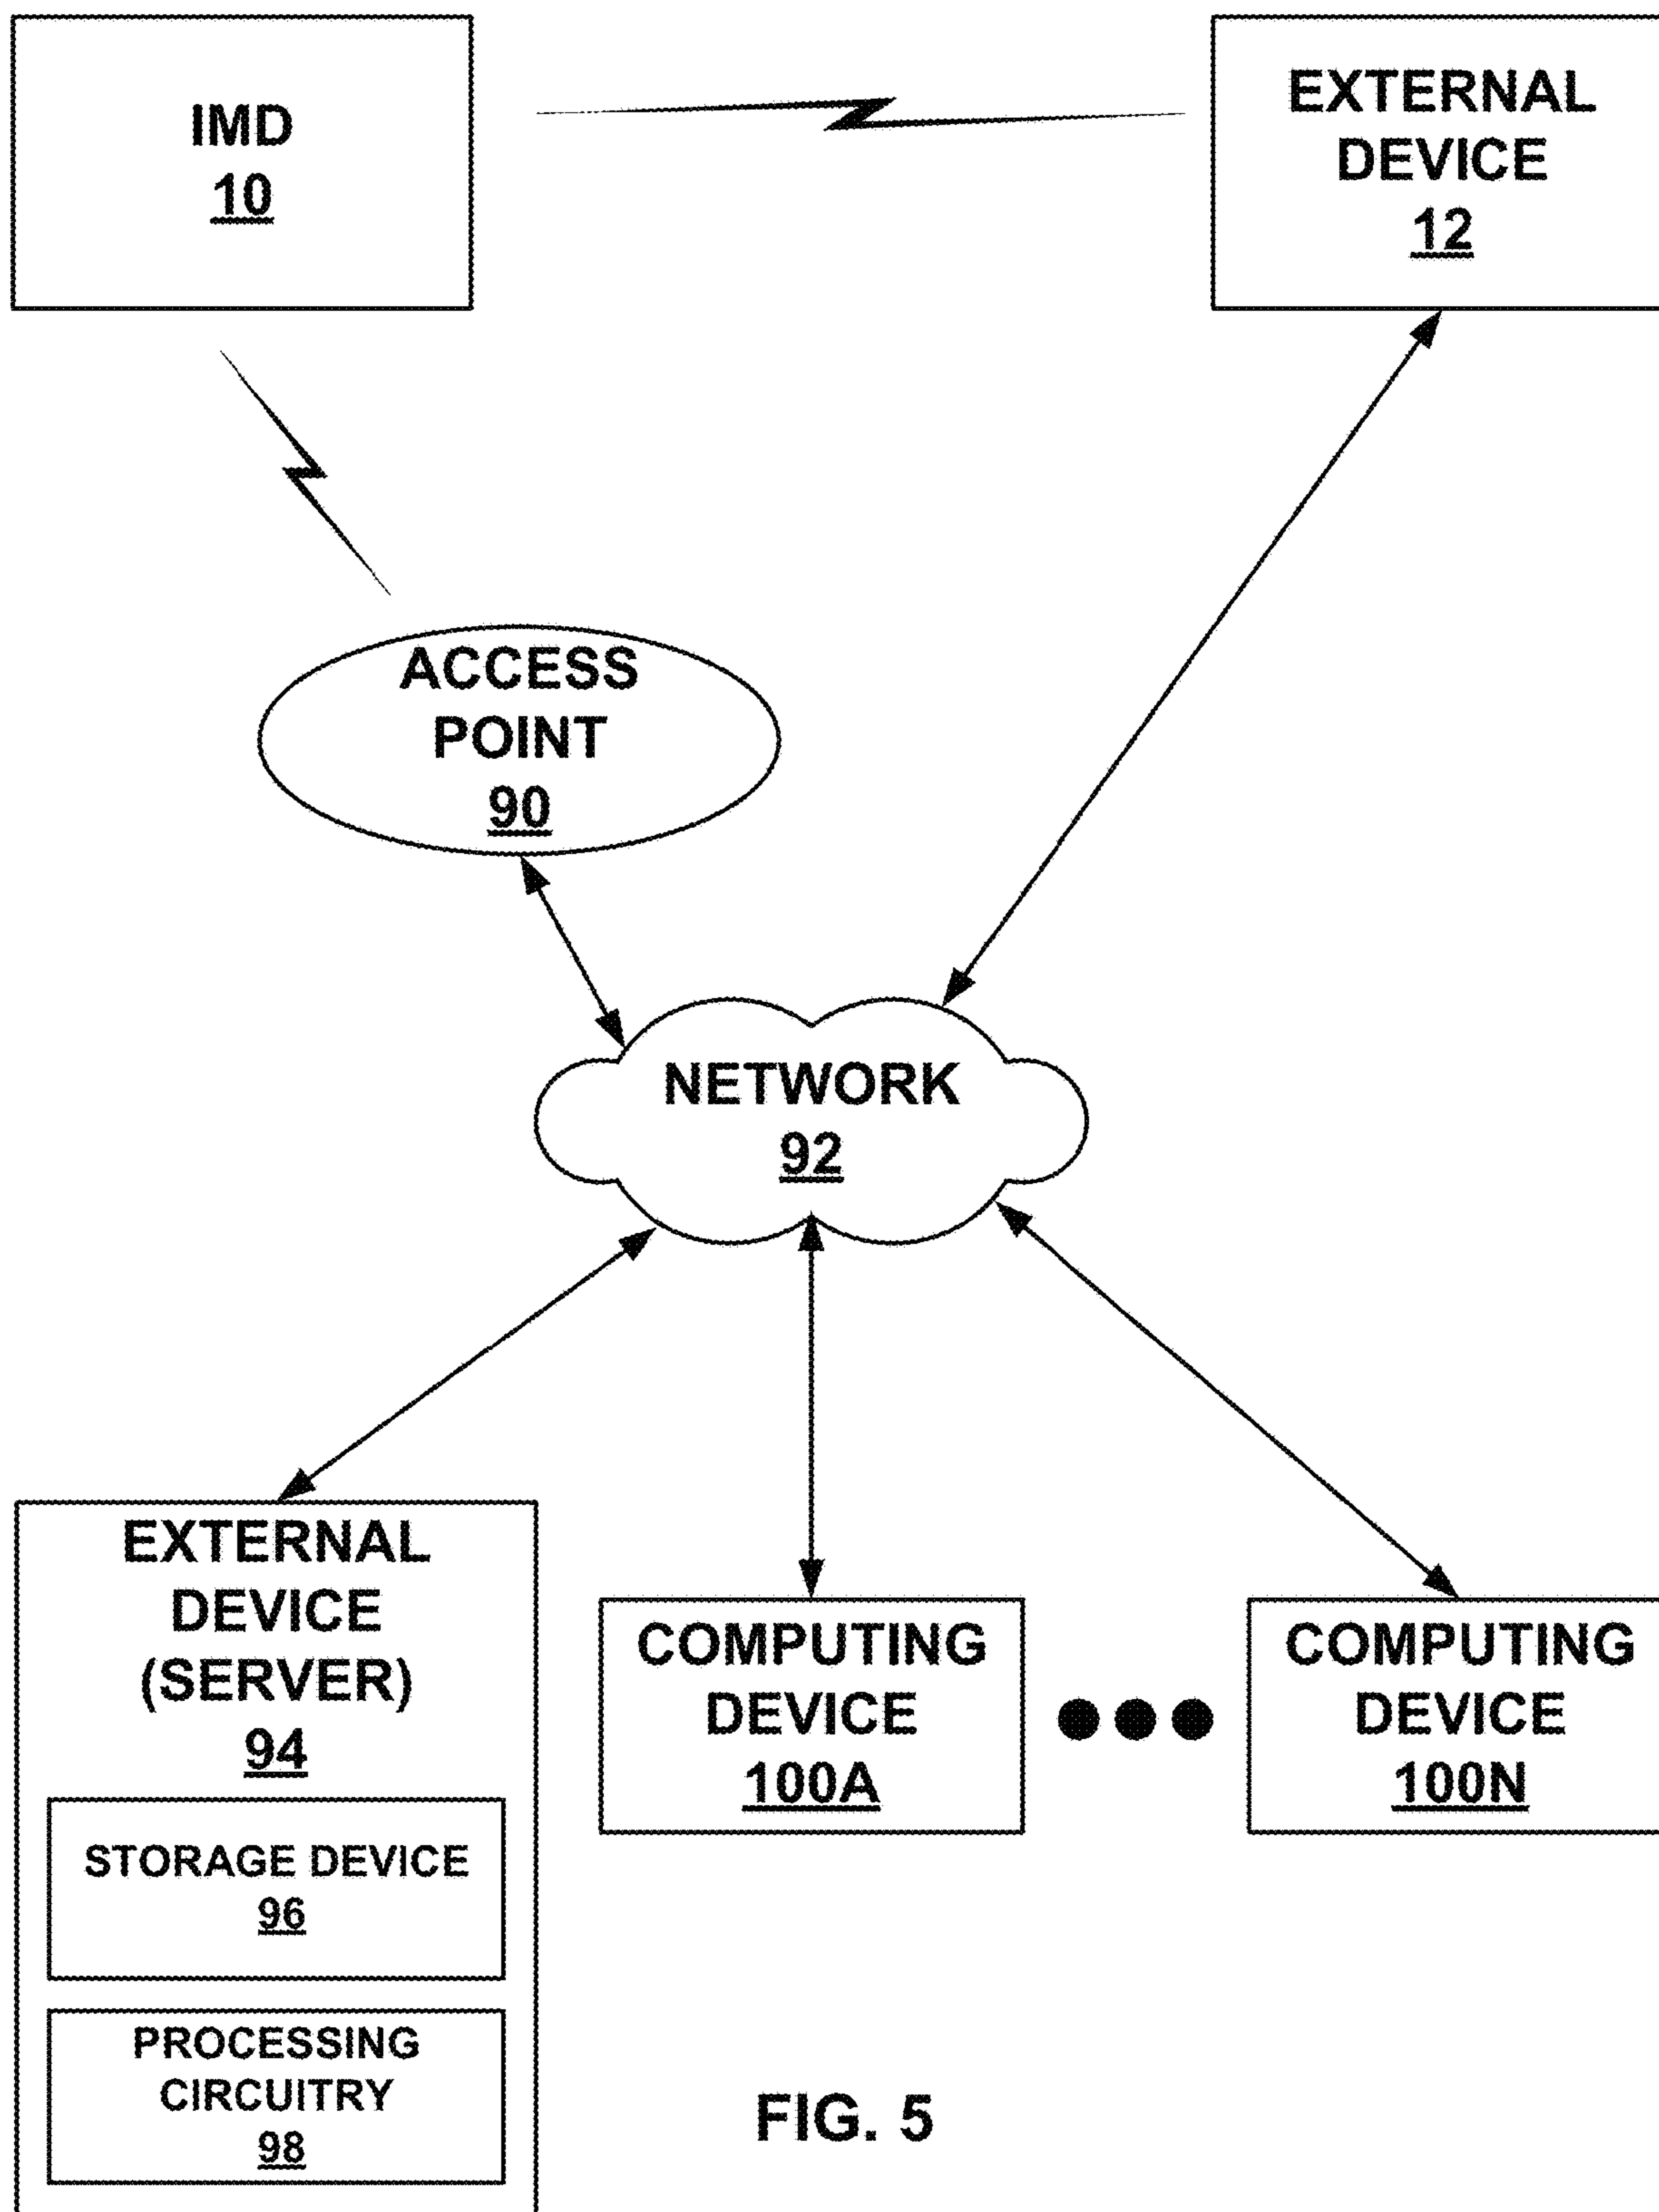 IMD
10
EXTERNAL
DEVICE
12
ACCESS
POINT
90
NETWORK
92
EXTERNAL
DEVICE
(SERVER)
94
STORAGE DEVICE
96
PROCESSING
CIRCUITRY
98
COMPUTING
DEVICE
100A
COMPUTING
DEVICE
100N
FIG. 5